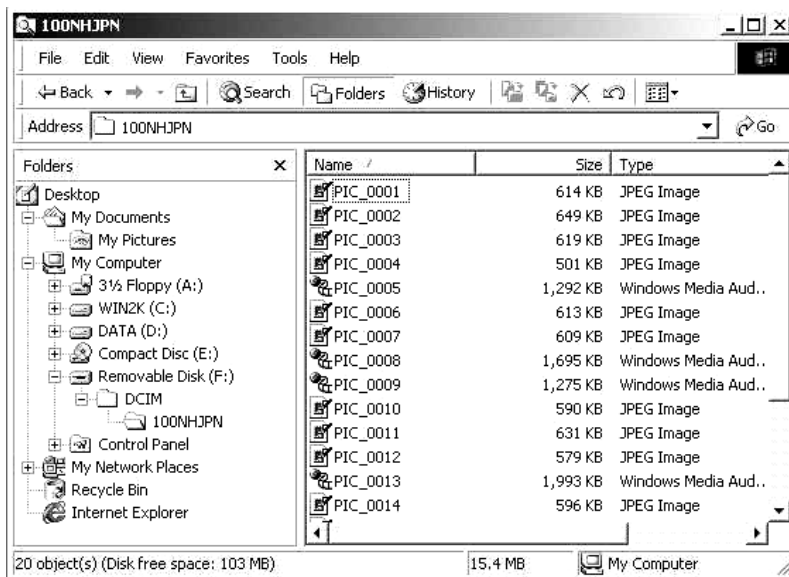 100NHJPN
File Edit View Favorites Tools Help
Back Search Folders History
Address 100NHJPN Go
Folders
Desktop
My Documents
My Pictures
My Computer
3½ Floppy (A:)
WIN2K (C:)
DATA (D:)
Compact Disc (E:)
Removable Disk (F:)
DCIM
100NHJPN
Control Panel
My Network Places
Recycle Bin
Internet Explorer
Name Size Type
PIC_0001 614 KB JPEG Image
PIC_0002 649 KB JPEG Image
PIC_0003 619 KB JPEG Image
PIC_0004 501 KB JPEG Image
PIC_0005 1,292 KB Windows Media Aud..
PIC_0006 613 KB JPEG Image
PIC_0007 609 KB JPEG Image
PIC_0008 1,695 KB Windows Media Aud..
PIC_0009 1,275 KB Windows Media Aud..
PIC_0010 590 KB JPEG Image
PIC_0011 631 KB JPEG Image
PIC_0012 579 KB JPEG Image
PIC_0013 1,993 KB Windows Media Aud..
PIC_0014 596 KB JPEG Image
20 object(s) (Disk free space: 103 MB) 15.4 MB My Computer